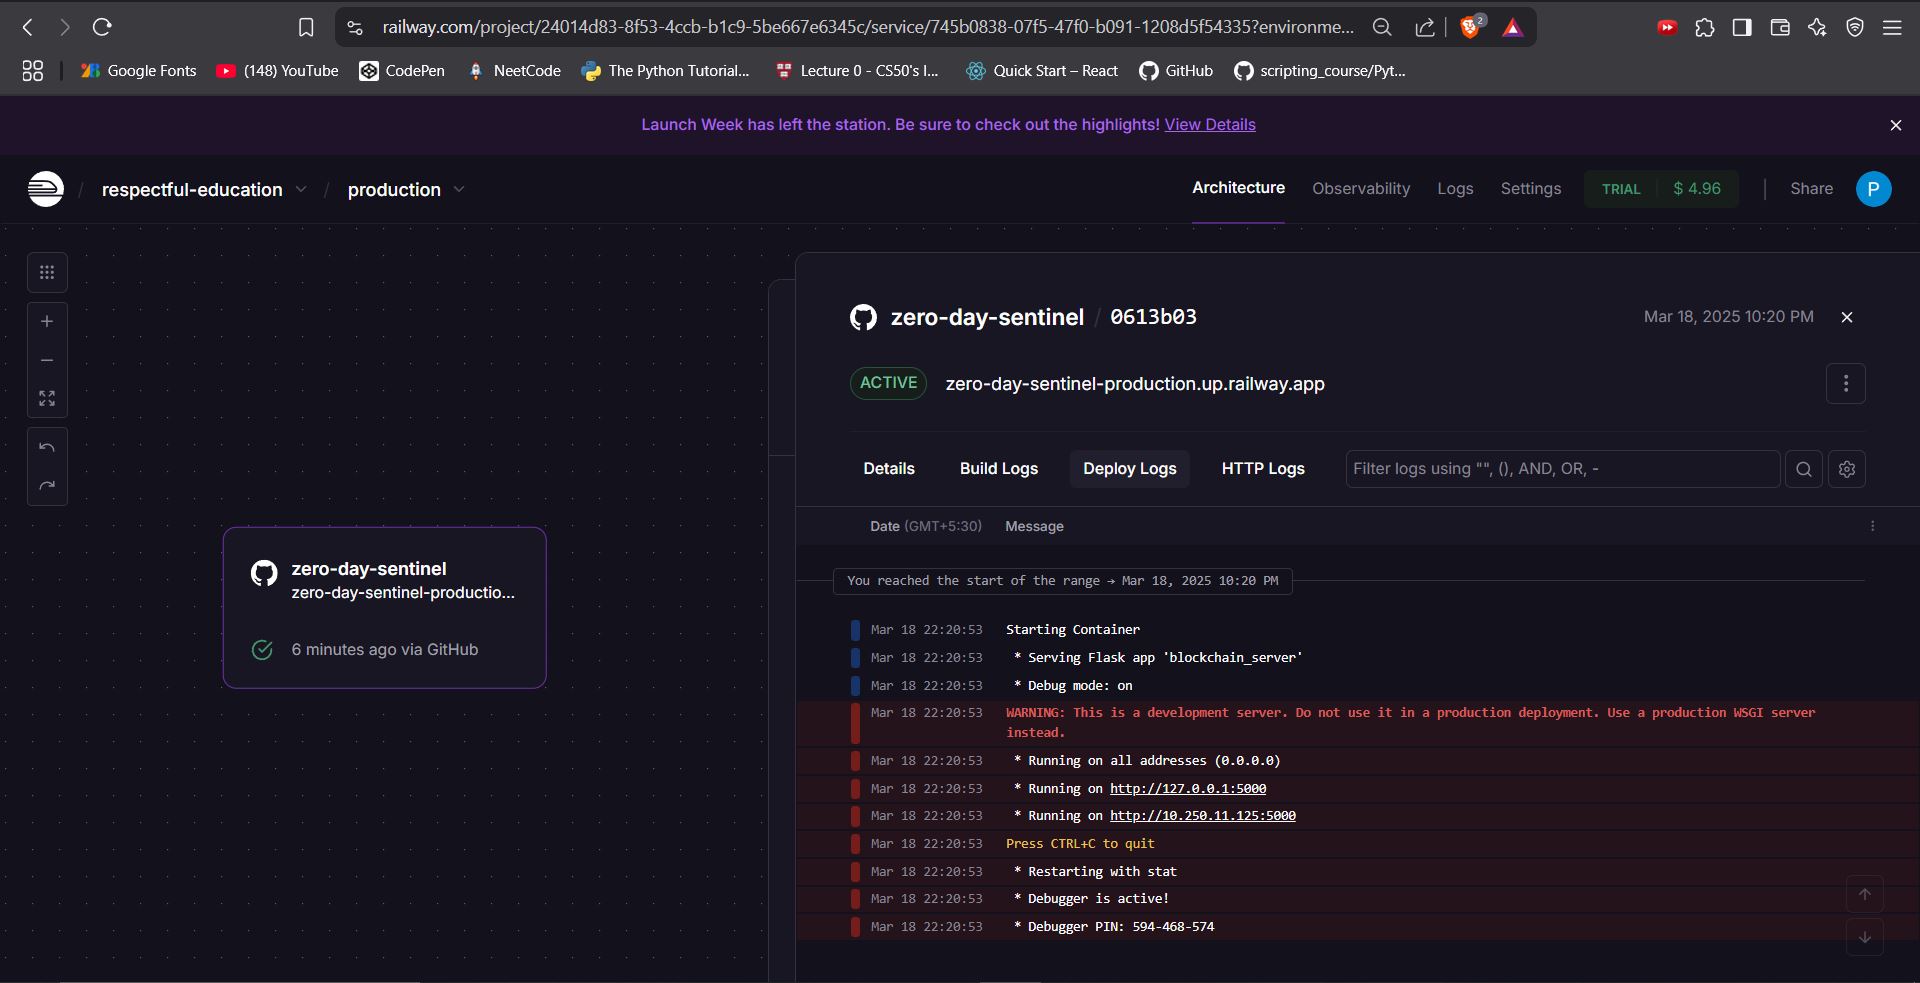 railway.com/project/24014d83-8f53-4ccb-b1c9-5be667e6345c/service/745b0838-07f5-47f0-b091-1208d5f54335?environme...
2
Google Fonts
(148) YouTube
CodePen
NeetCode
The Python Tutorial...
Lecture 0 - CS50's I...
Quick Start – React
GitHub
scripting_course/Pyt...
Launch Week has left the station. Be sure to check out the highlights! View Details
/ respectful-education / production
Architecture
Observability
Logs
Settings
TRIAL $ 4.96
Share
P
zero-day-sentinel / 0613b03
Mar 18, 2025 10:20 PM
ACTIVE zero-day-sentinel-production.up.railway.app
Details
Build Logs
Deploy Logs
HTTP Logs
Filter logs using "", (), AND, OR, -
Date (GMT+5:30) Message
You reached the start of the range → Mar 18, 2025 10:20 PM
zero-day-sentinel
zero-day-sentinel-productio...
6 minutes ago via GitHub
Mar 18 22:20:53 Starting Container
Mar 18 22:20:53 * Serving Flask app 'blockchain_server'
Mar 18 22:20:53 * Debug mode: on
Mar 18 22:20:53 WARNING: This is a development server. Do not use it in a production deployment. Use a production WSGI server
instead.
Mar 18 22:20:53 * Running on all addresses (0.0.0.0)
Mar 18 22:20:53 * Running on http://127.0.0.1:5000
Mar 18 22:20:53 * Running on http://10.250.11.125:5000
Mar 18 22:20:53 Press CTRL+C to quit
Mar 18 22:20:53 * Restarting with stat
Mar 18 22:20:53 * Debugger is active!
Mar 18 22:20:53 * Debugger PIN: 594-468-574